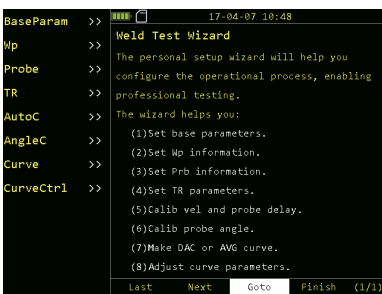 BaseParam >>
Wp >>
Probe >>
TR >>
AutoC >>
AngleC >>
Curve >>
CurveCtrl >>
17-04-07 10:48
Weld Test Wizard
The personal setup wizard will help you
configure the operational process, enabling
professional testing.
The wizard helps you:
(1)Set base parameters.
(2)Set Wp information.
(3)Set Prb information.
(4)Set TR parameters.
(5)Calib vel and probe delay.
(6)Calib probe angle.
(7)Make DAC or AVG curve.
(8)Adjust curve parameters.
Last Next Goto Finish (1/1)